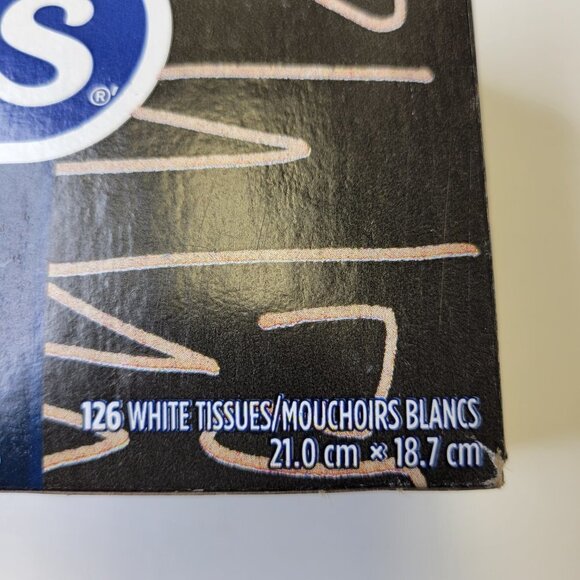 S®
126 WHITE TISSUES/MOUCHOIRS BLANCS
21.0 cm × 18.7 cm